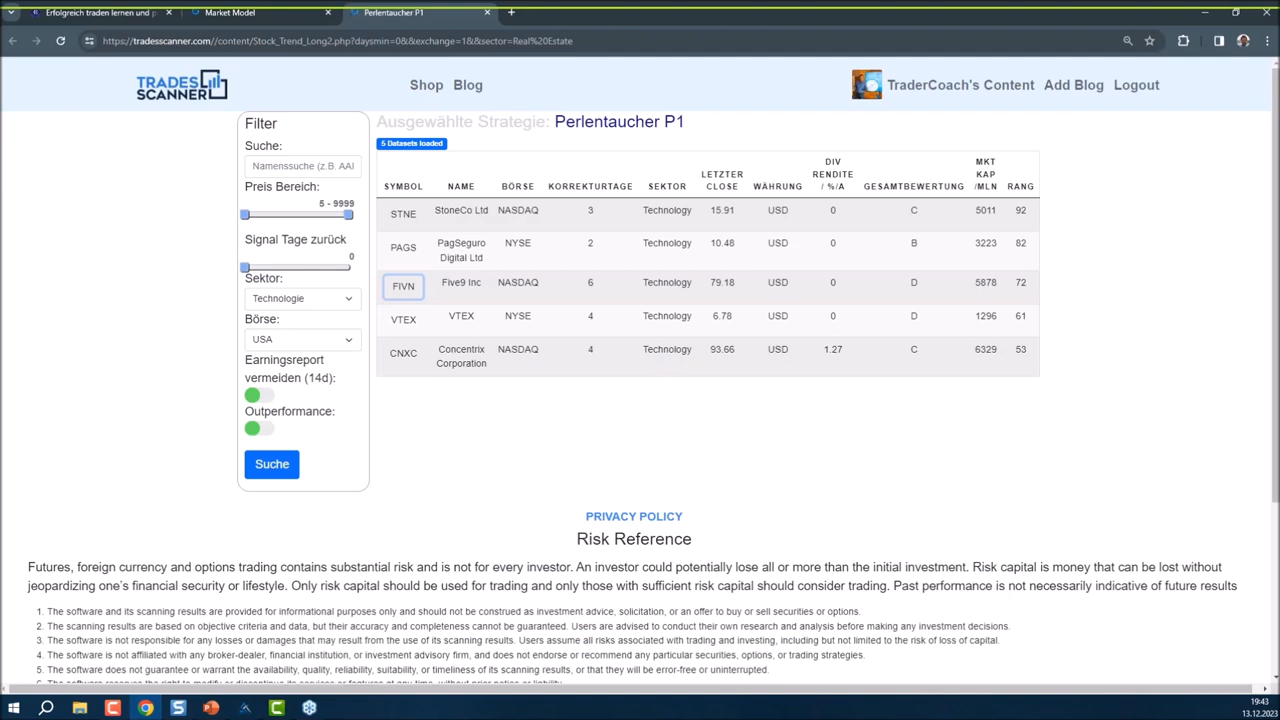 Erfolgreich traden lernen und p
Market Model
Perlentaucher P1
https://tradesscanner.com//content/Stock_Trend_Long2.php?daysmin=0&&exchange=1&&sector=Real%20Estate
TRADES SCANNER
Shop Blog
TraderCoach's Content Add Blog Logout
Filter
Suche:
Namenssuche (z.B. AAI
Preis Bereich:
5 - 9999
Signal Tage zurück
0
Sektor:
Technologie
Börse:
USA
Earningsreport
vermeiden (14d):
Outperformance:
Suche
Ausgewählte Strategie: Perlentaucher P1
5 Datasets loaded
SYMBOL NAME BÖRSE KORREKTURTAGE SEKTOR LETZTER CLOSE WÄHRUNG DIV RENDITE / %/A GESAMTBEWERTUNG MKT KAP /MLN RANG
STNE StoneCo Ltd NASDAQ 3 Technology 15.91 USD 0 C 5011 92
PAGS PagSeguro Digital Ltd NYSE 2 Technology 10.48 USD 0 B 3223 82
FIVN Five9 Inc NASDAQ 6 Technology 79.18 USD 0 D 5878 72
VTEX VTEX NYSE 4 Technology 6.78 USD 0 D 1296 61
CNXC Concentrix Corporation NASDAQ 4 Technology 93.66 USD 1.27 C 6329 53
PRIVACY POLICY
Risk Reference
Futures, foreign currency and options trading contains substantial risk and is not for every investor. An investor could potentially lose all or more than the initial investment. Risk capital is money that can be lost without
jeopardizing one's financial security or lifestyle. Only risk capital should be used for trading and only those with sufficient risk capital should consider trading. Past performance is not necessarily indicative of future results
1. The software and its scanning results are provided for informational purposes only and should not be construed as investment advice, solicitation, or an offer to buy or sell securities or options.
2. The scanning results are based on objective criteria and data, but their accuracy and completeness cannot be guaranteed. Users are advised to conduct their own research and analysis before making any investment decisions.
3. The software is not responsible for any losses or damages that may result from the use of its scanning results. Users assume all risks associated with trading and investing, including but not limited to the risk of loss of capital.
4. The software is not affiliated with any broker-dealer, financial institution, or investment advisory firm, and does not endorse or recommend any particular securities, options, or trading strategies.
5. The software does not guarantee or warrant the availability, quality, reliability, suitability, or timeliness of its scanning results, or that they will be error-free or uninterrupted.
19:43
13.12.2023